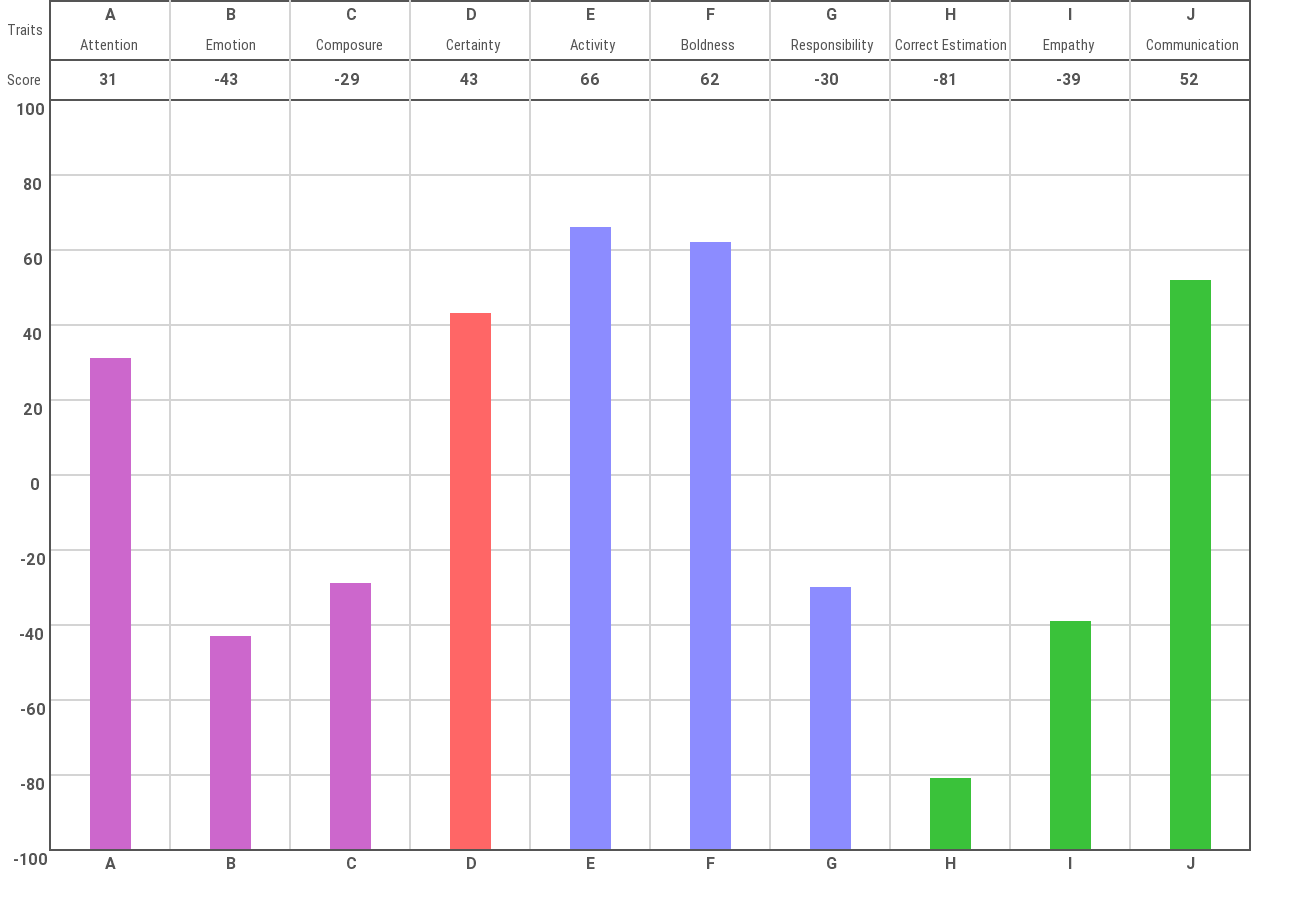 A B C D E F G H I J
Traits
Attention Emotion Composure Certainty Activity Boldness Responsibility Correct Estimation Empathy Communication
Score 31 -43 -29 43 66 62 -30 -81 -39 52
100
80
60
40
20
0
-20
-40
-60
-80
-100
A B C D E F G H I J